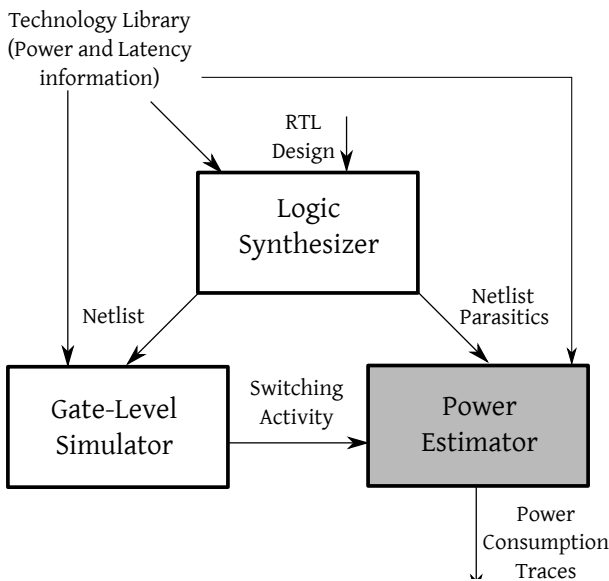 Technology Library
(Power and Latency
information)
RTL
Design
Logic
Synthesizer
Netlist
Netlist
Parasitics
Gate-Level
Simulator
Switching
Activity
Power
Estimator
Power
Consumption
Traces